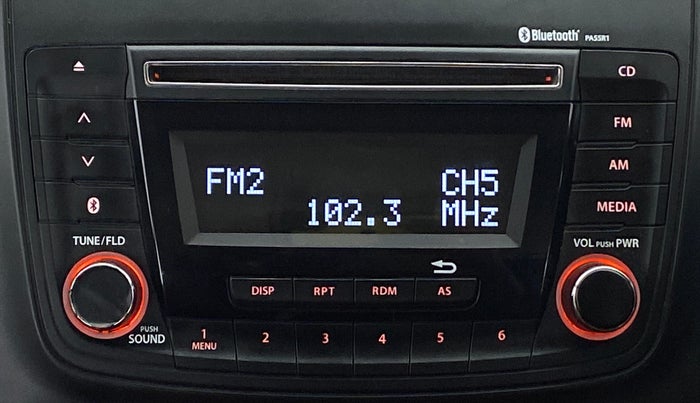 Bluetooth® PASSR1
CD
FM
AM
MEDIA
FM2 CH5
102.3 MHz
TUNE/FLD
VOL PUSH PWR
DISP RPT RDM AS
PUSH
SOUND
1 2 3 4 5 6
MENU